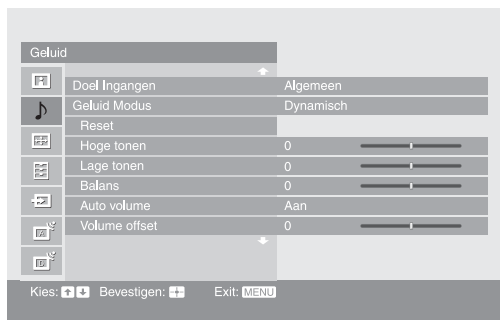 Geluid
Doel Ingangen Algemeen
Geluid Modus Dynamisch
Reset
Hoge tonen 0
Lage tonen 0
Balans 0
Auto volume Aan
Volume offset 0
Kies: Bevestigen: Exit: MENU